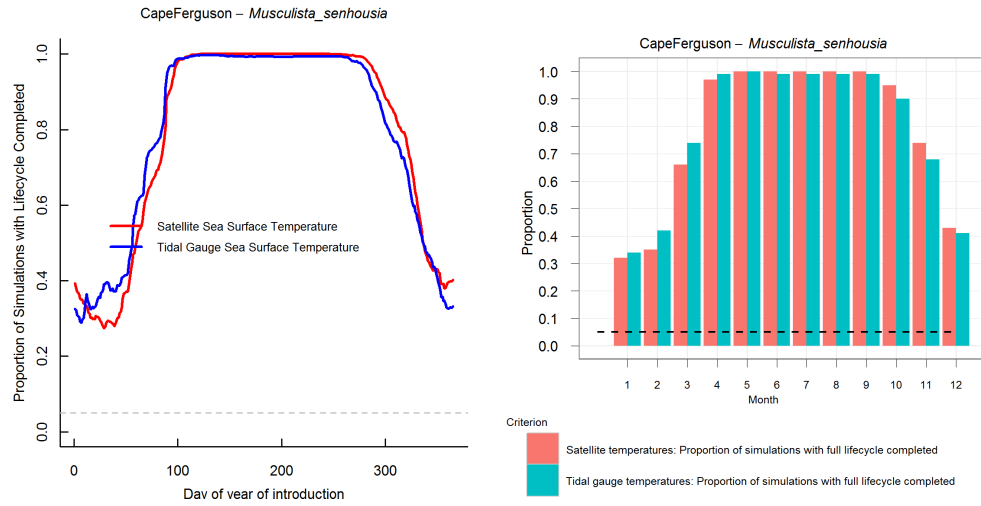 CapeFerguson – Musculista_senhousia
Proportion of Simulations with Lifecycle Completed
1.0
0.8
0.6
0.4
0.2
0.0
Satellite Sea Surface Temperature
Tidal Gauge Sea Surface Temperature
0 100 200 300
Day of year of introduction
CapeFerguson – Musculista_senhousia
Proportion
1.0
0.9
0.8
0.7
0.6
0.5
0.4
0.3
0.2
0.1
0.0
1 2 3 4 5 6 7 8 9 10 11 12
Month
Criterion
Satellite temperatures: Proportion of simulations with full lifecycle completed
Tidal gauge temperatures: Proportion of simulations with full lifecycle completed